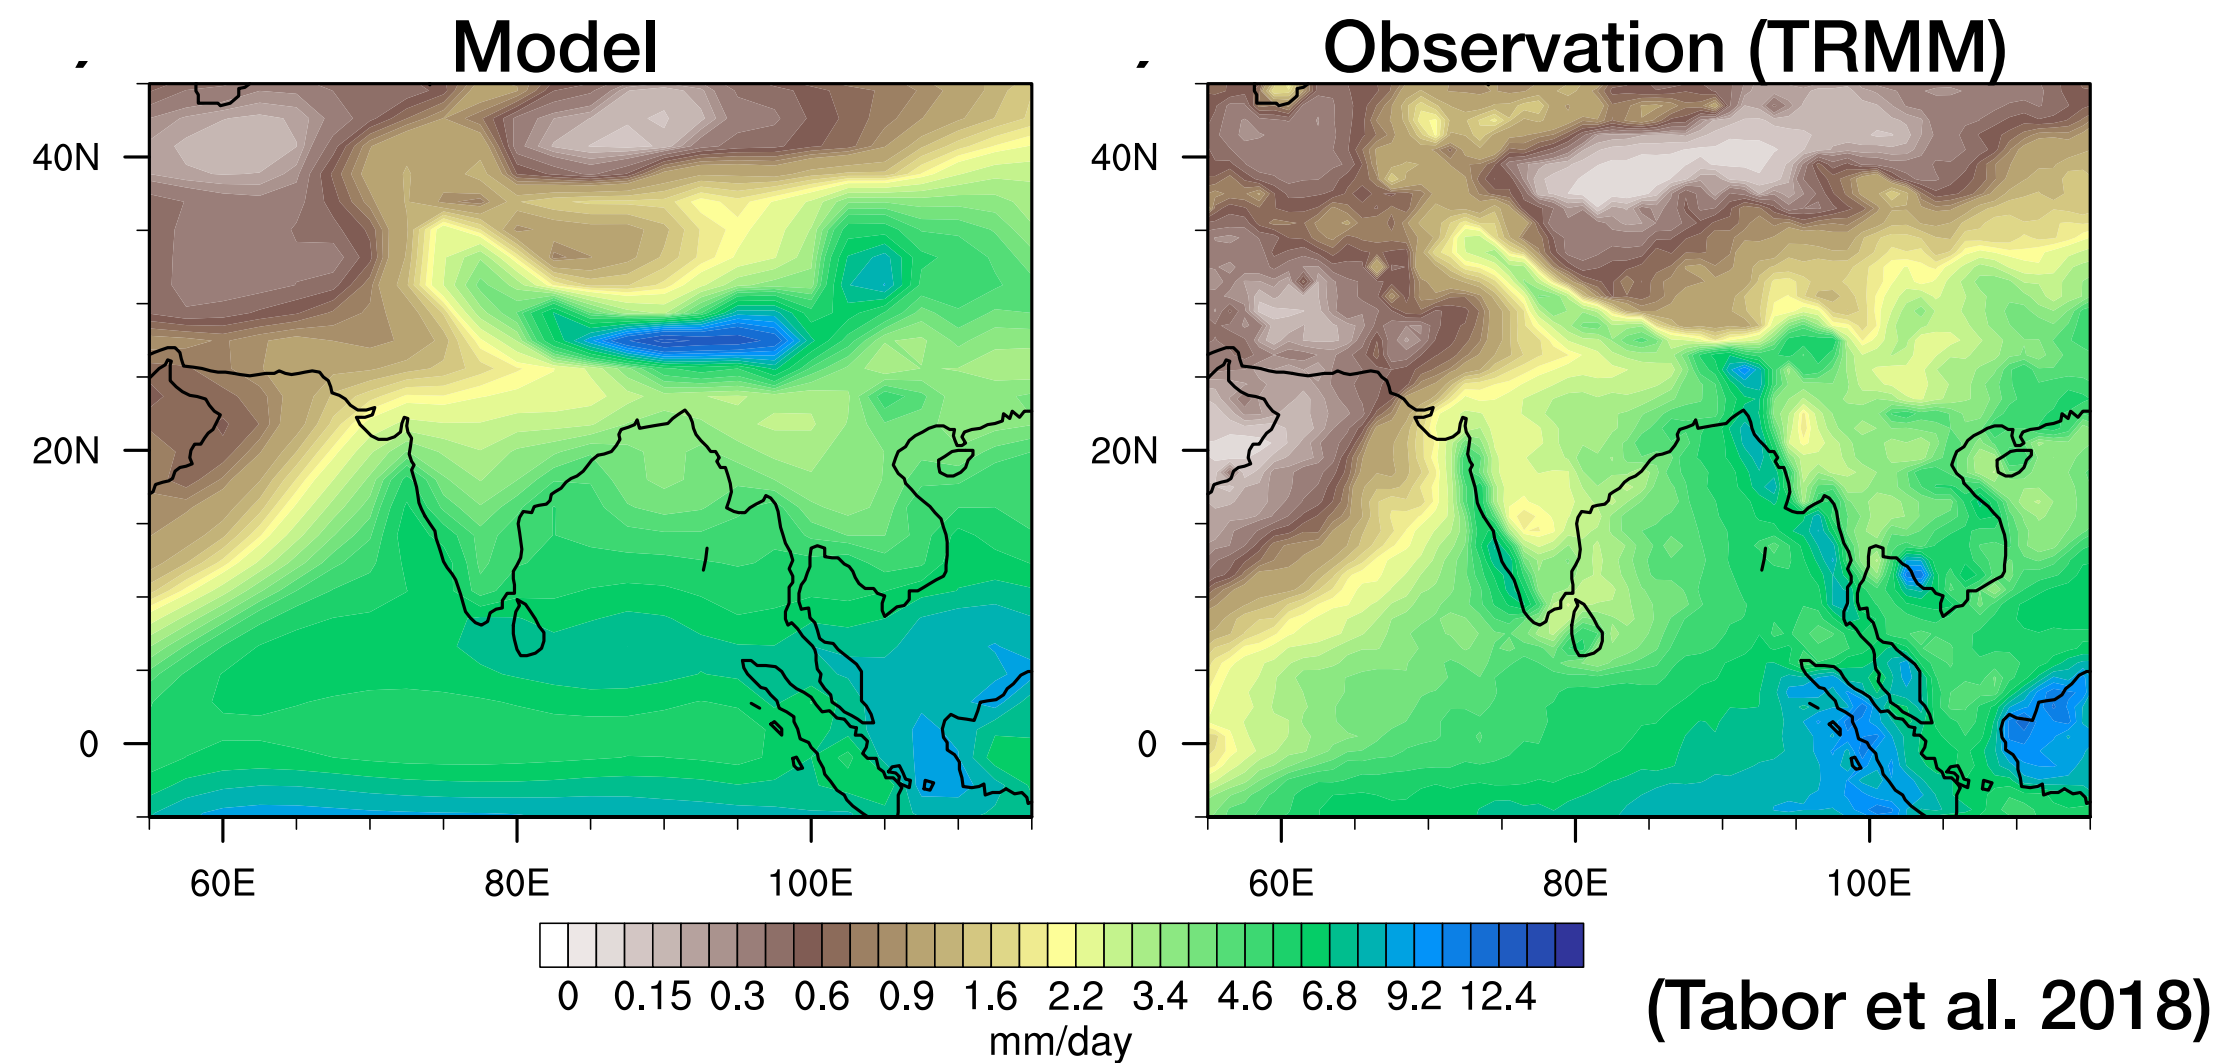 Model
Observation (TRMM)
40N
20N
0
60E 80E 100E
40N
20N
0
60E 80E 100E
0 0.15 0.3 0.6 0.9 1.6 2.2 3.4 4.6 6.8 9.2 12.4
mm/day
(Tabor et al. 2018)